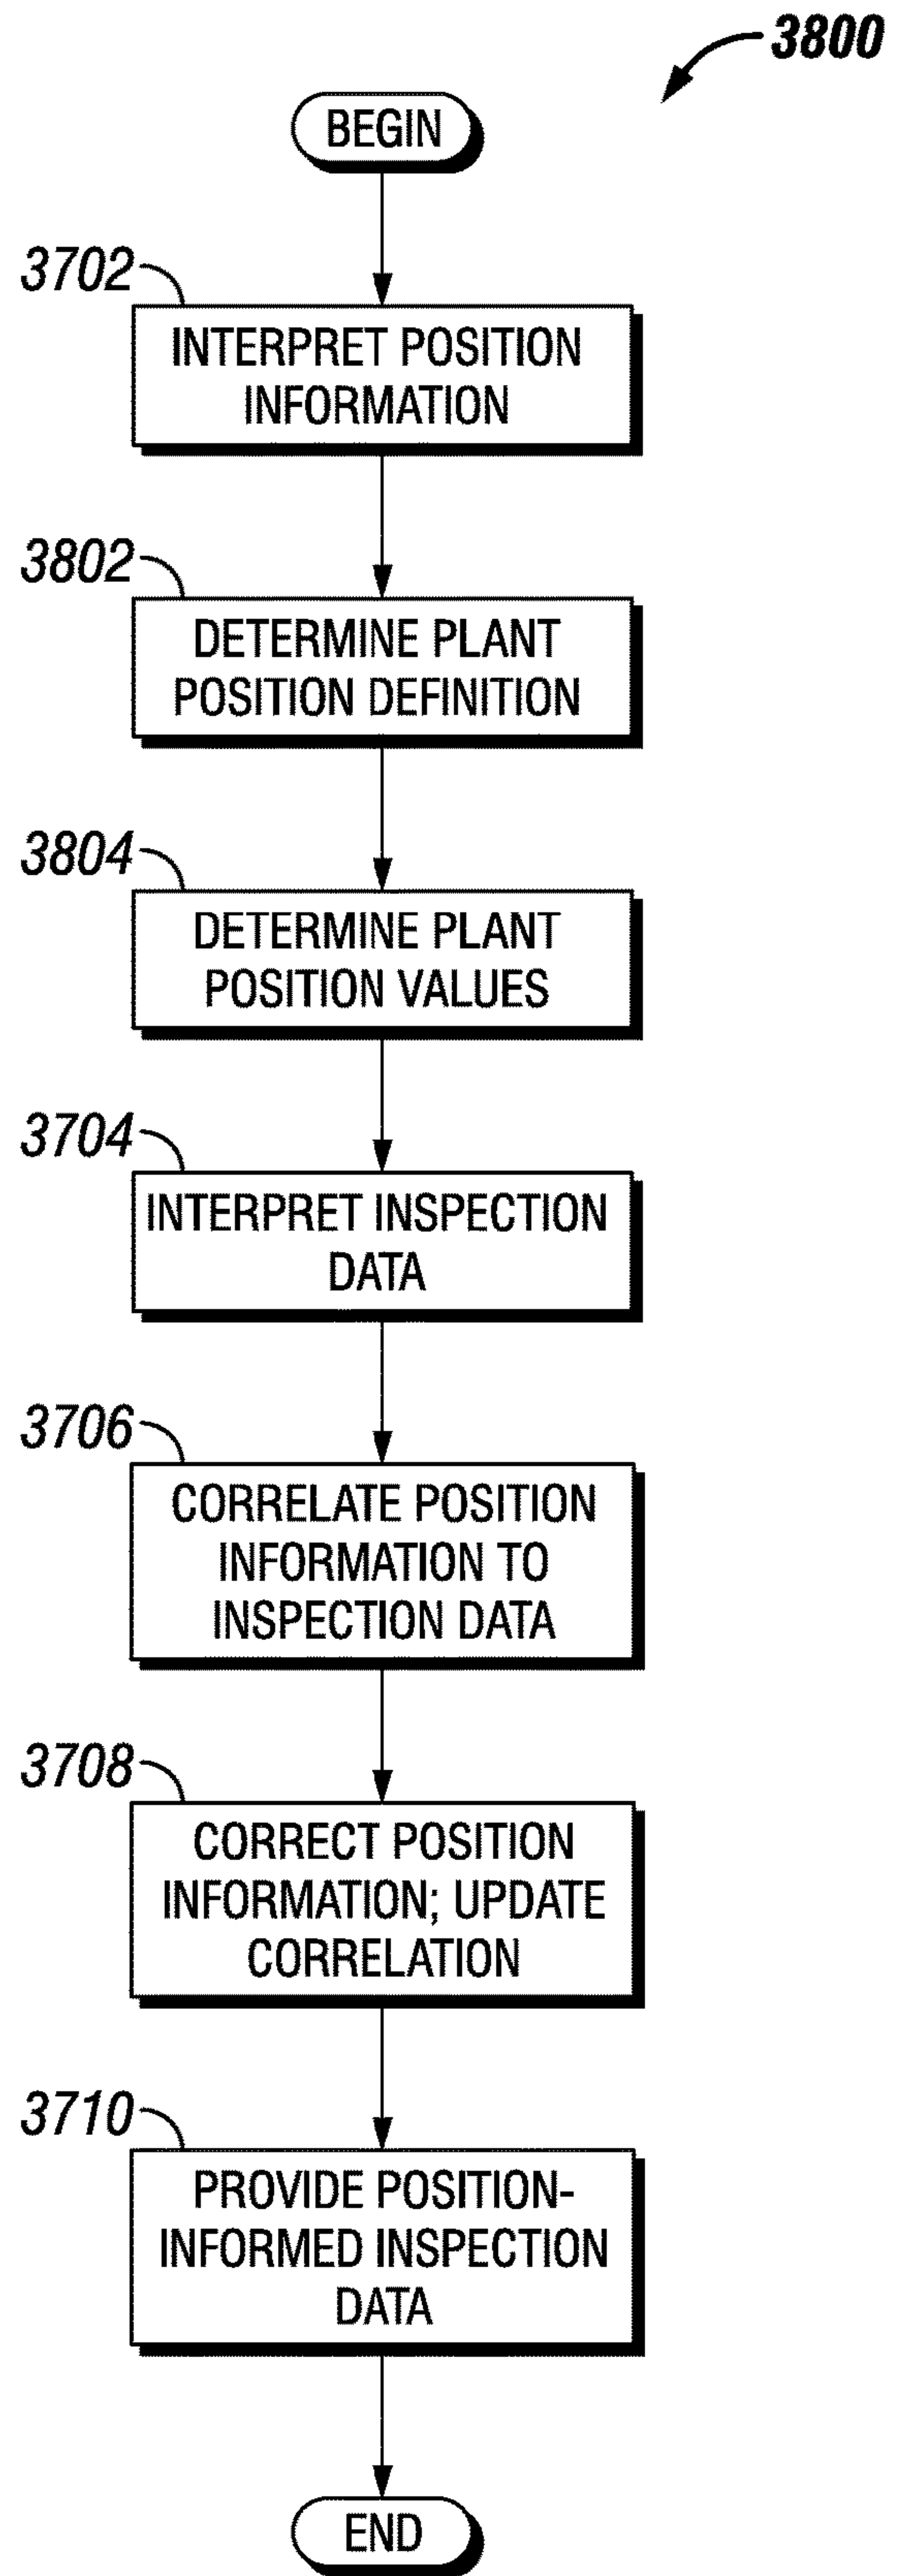 3800
BEGIN
3702
INTERPRET POSITION
INFORMATION
3802
DETERMINE PLANT
POSITION DEFINITION
3804
DETERMINE PLANT
POSITION VALUES
3704
INTERPRET INSPECTION
DATA
3706
CORRELATE POSITION
INFORMATION TO
INSPECTION DATA
3708
CORRECT POSITION
INFORMATION; UPDATE
CORRELATION
3710
PROVIDE POSITION-
INFORMED INSPECTION
DATA
END